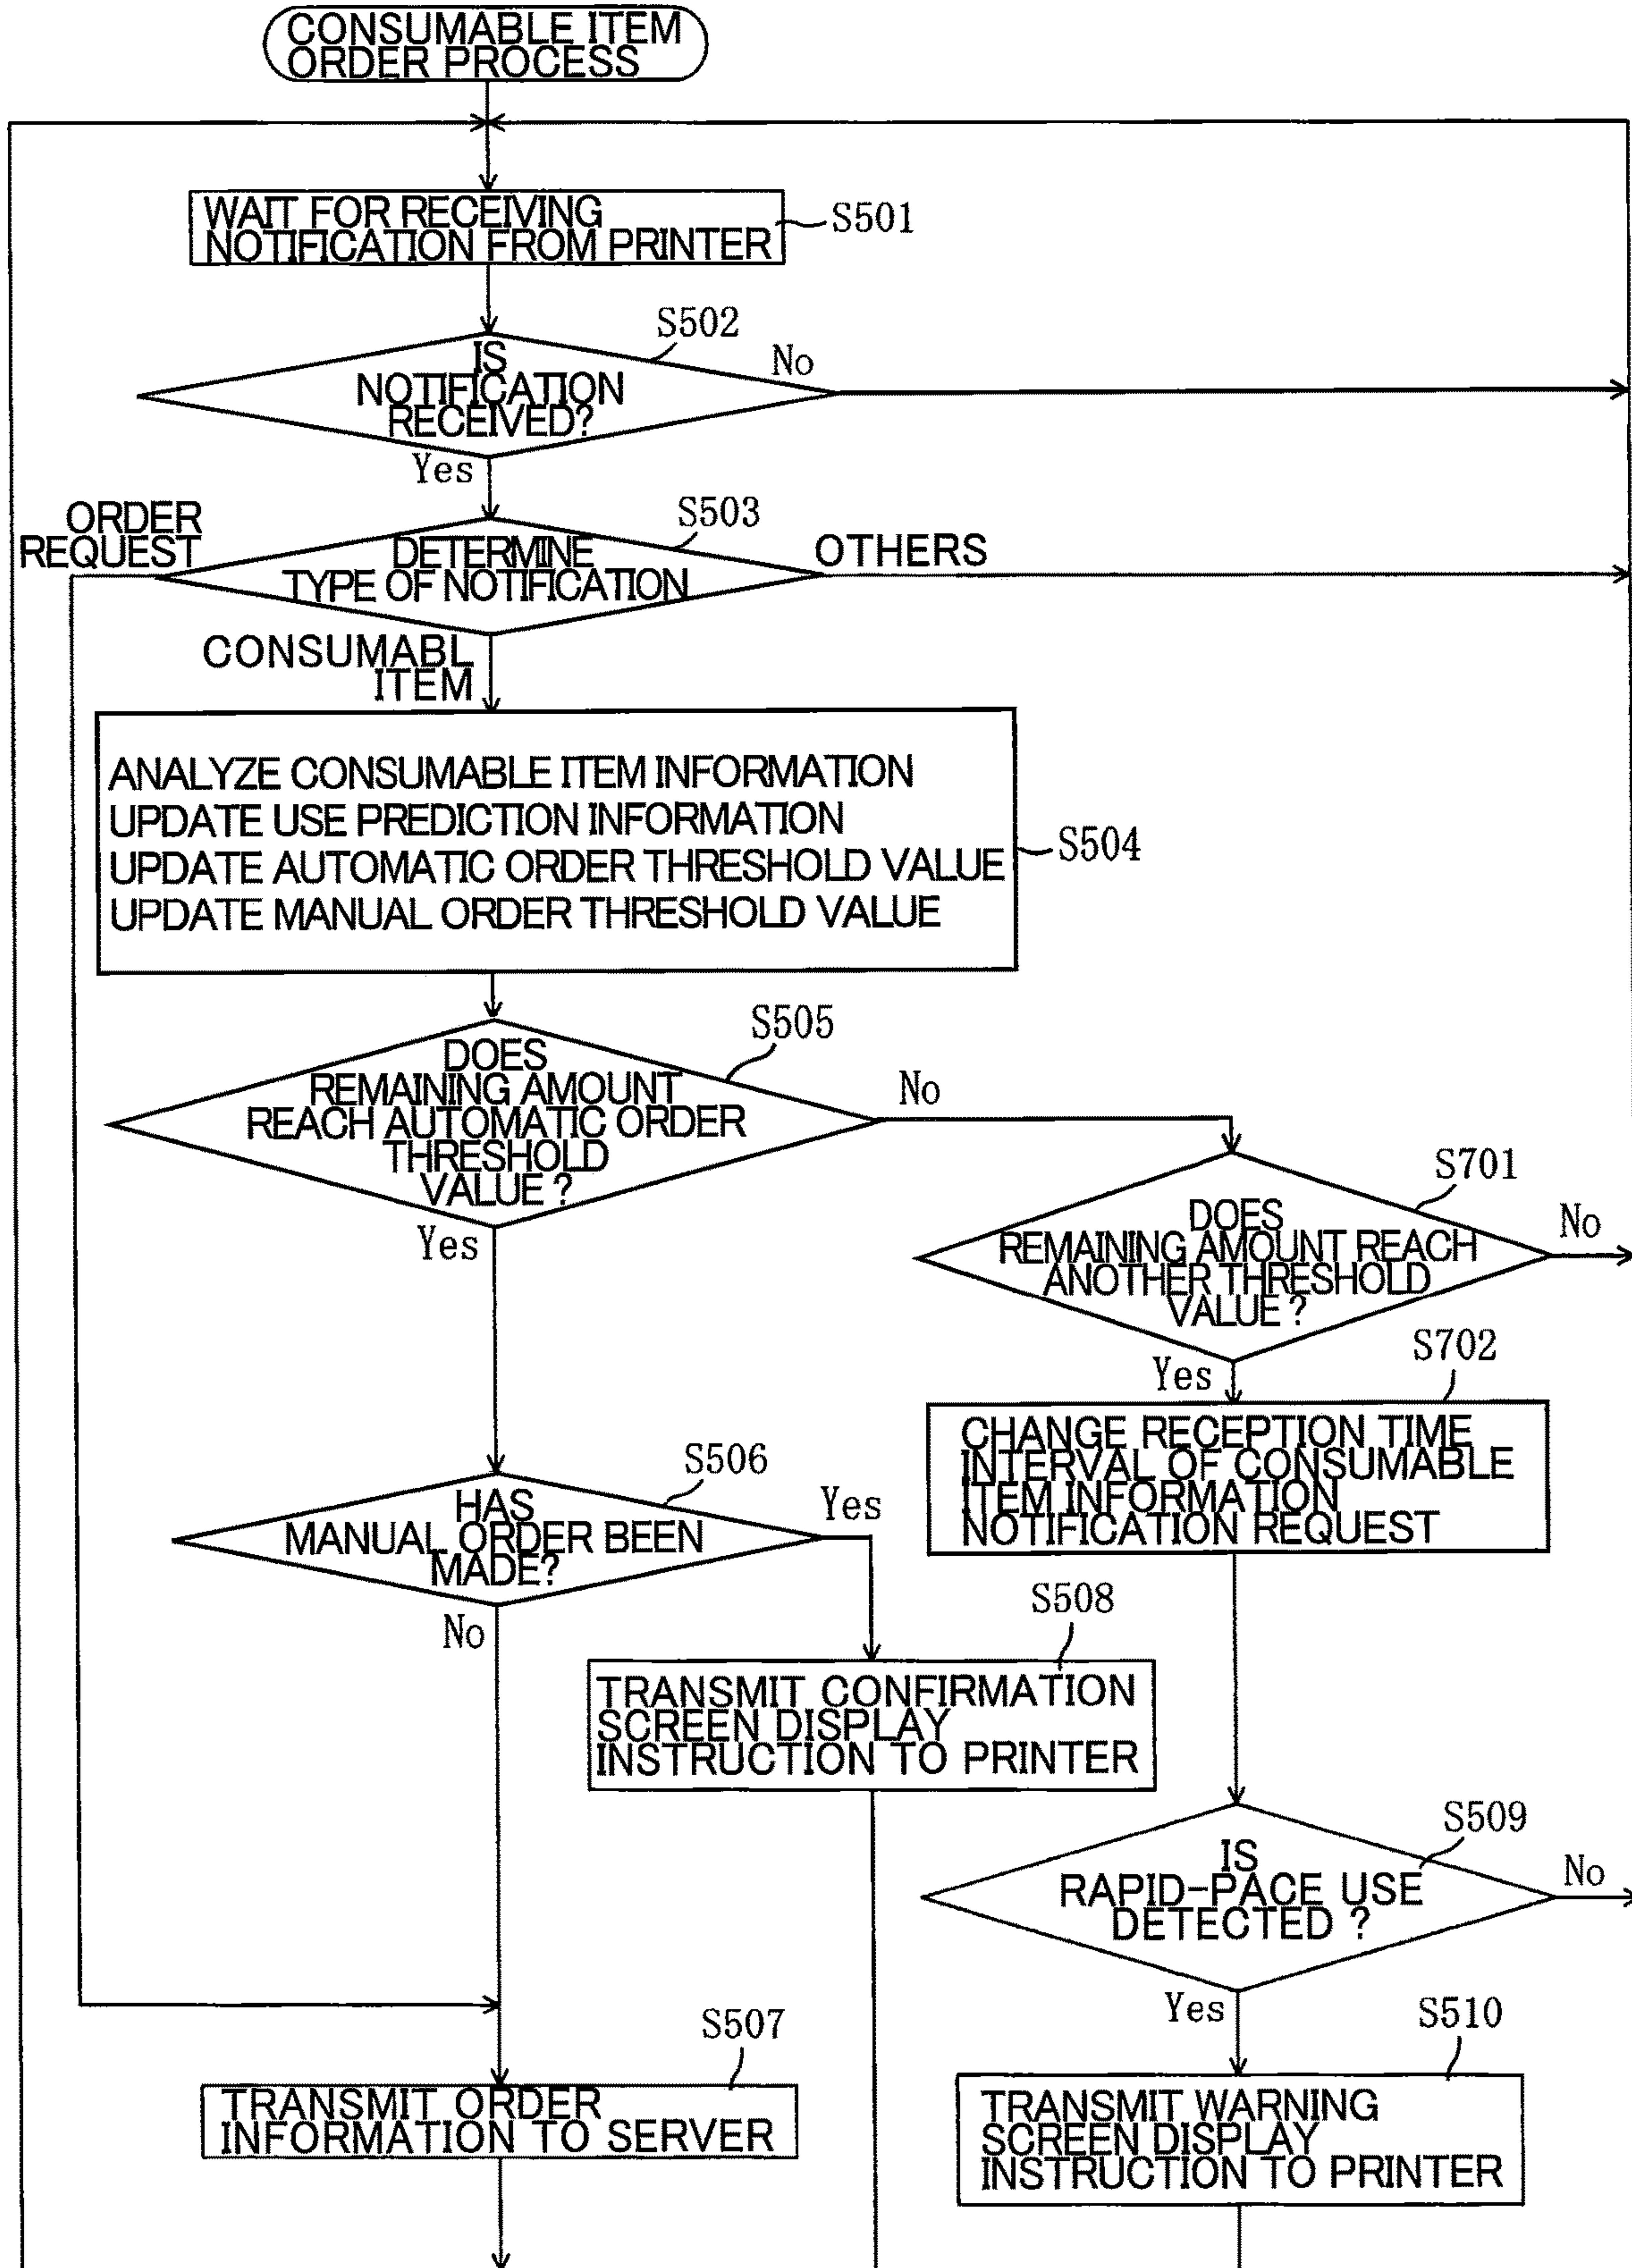 CONSUMABLE ITEM
ORDER PROCESS
WAIT FOR RECEIVING
NOTIFICATION FROM PRINTER
S501
S502
IS
NOTIFICATION
RECEIVED?
No
Yes
ORDER
REQUEST
S503
DETERMINE
TYPE OF NOTIFICATION
OTHERS
CONSUMABL
ITEM
ANALYZE CONSUMABLE ITEM INFORMATION
UPDATE USE PREDICTION INFORMATION
UPDATE AUTOMATIC ORDER THRESHOLD VALUE
UPDATE MANUAL ORDER THRESHOLD VALUE
S504
S505
DOES
REMAINING AMOUNT
REACH AUTOMATIC ORDER
THRESHOLD
VALUE ?
No
Yes
S701
DOES
REMAINING AMOUNT REACH
ANOTHER THRESHOLD
VALUE ?
No
Yes
S702
CHANGE RECEPTION TIME
INTERVAL OF CONSUMABLE
ITEM INFORMATION
NOTIFICATION REQUEST
S506
HAS
MANUAL ORDER BEEN
MADE?
Yes
No
S508
TRANSMIT CONFIRMATION
SCREEN DISPLAY
INSTRUCTION TO PRINTER
S509
IS
RAPID-PACE USE
DETECTED ?
No
Yes
S507
TRANSMIT ORDER
INFORMATION TO SERVER
S510
TRANSMIT WARNING
SCREEN DISPLAY
INSTRUCTION TO PRINTER